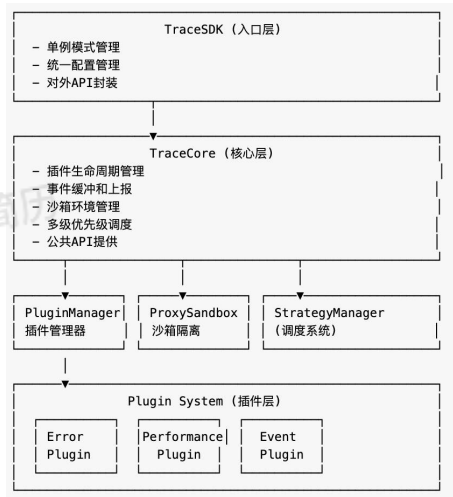 TraceSDK (入口层)
- 单例模式管理
- 统一配置管理
- 对外API封装
TraceCore (核心层)
- 插件生命周期管理
- 事件缓冲和上报
- 沙箱环境管理
- 多级优先级调度
- 公共API提供
简历
PluginManager
插件管理器
ProxySandbox
沙箱隔离
StrategyManager
(调度系统)
Plugin System (插件层)
Error
Plugin
Performance
Plugin
Event
Plugin